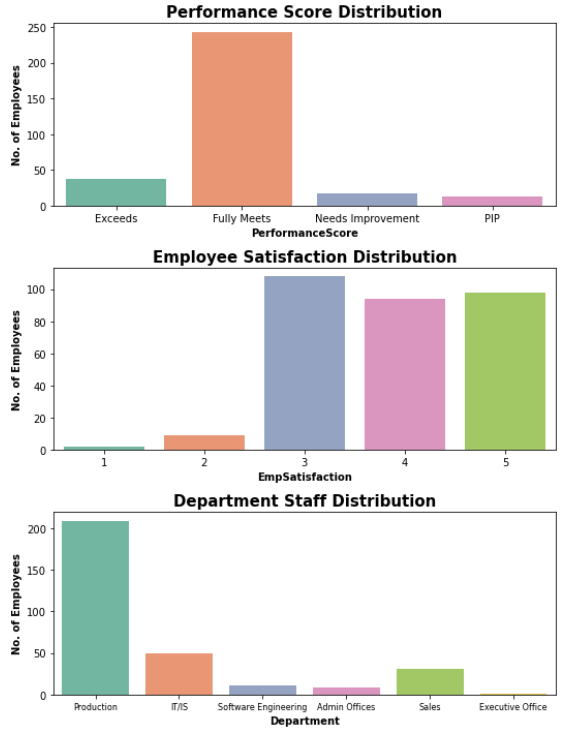 Performance Score Distribution
250
200
150
100
50
0
No. of Employees
Exceeds Fully Meets Needs Improvement PIP
PerformanceScore
Employee Satisfaction Distribution
100
80
60
40
20
0
No. of Employees
1 2 3 4 5
EmpSatisfaction
Department Staff Distribution
200
150
100
50
0
No. of Employees
Production IT/IS Software Engineering Admin Offices Sales Executive Office
Department